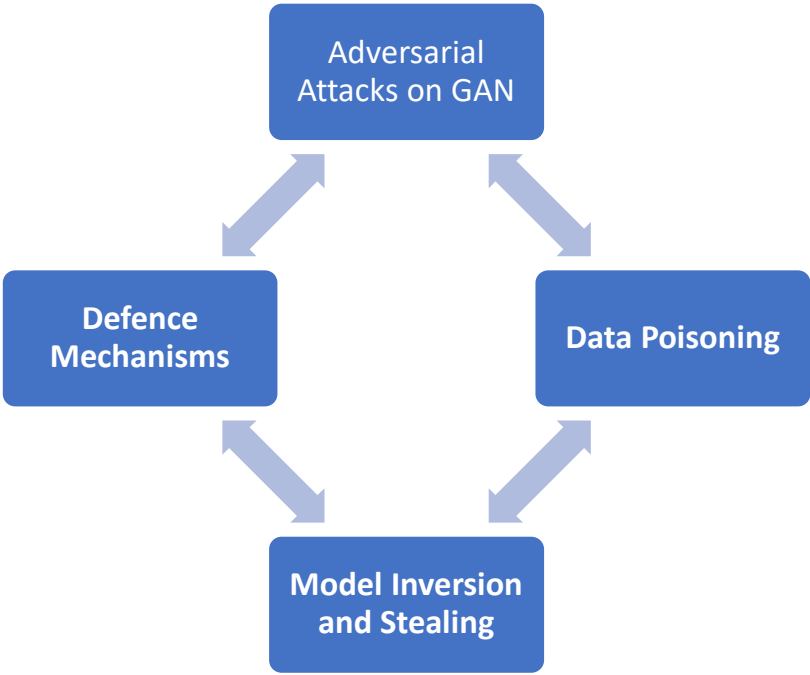 Adversarial
Attacks on GAN
Defence
Mechanisms
Data Poisoning
Model Inversion
and Stealing